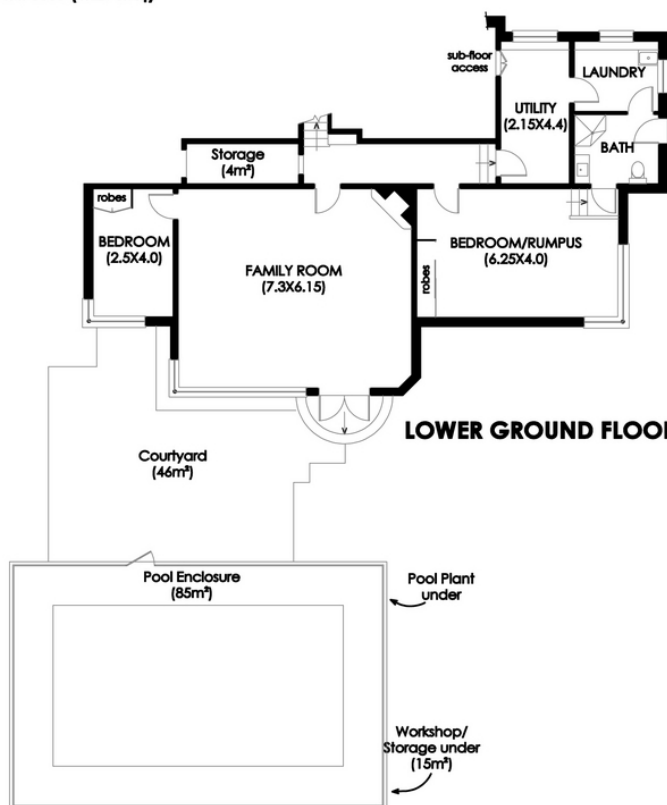 sub-floor
access
LAUNDRY
UTILITY
(2.15X4.4)
BATH
Storage
(4m²)
robes
BEDROOM
(2.5X4.0)
FAMILY ROOM
(7.3X6.15)
BEDROOM/RUMPUS
(6.25X4.0)
robes
LOWER GROUND FLOOR
Courtyard
(46m²)
Pool Enclosure
(85m²)
Pool Plant
under
Workshop/
Storage under
(15m²)